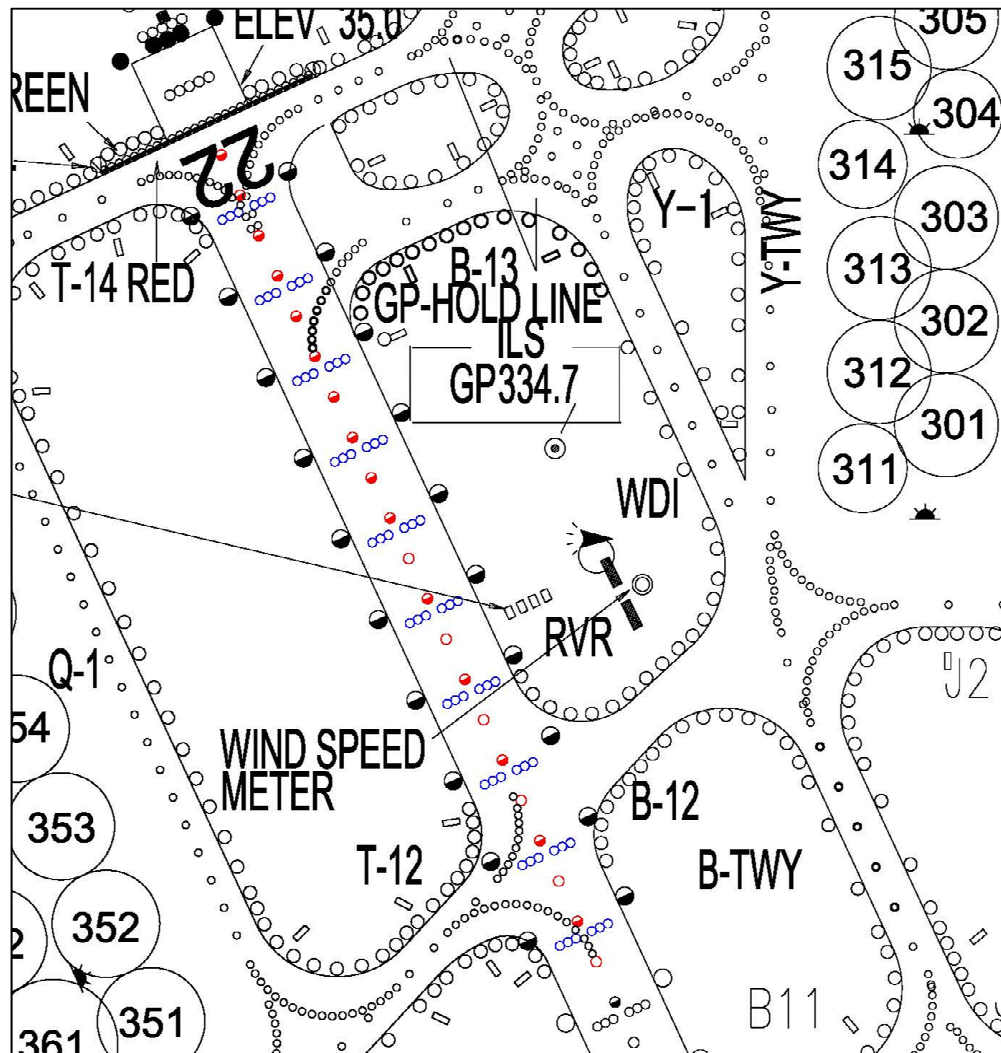 ELEV 35.0
305
315
REEN
304
22
314
Y-1
303
Y-TWY
T-14 RED
B-13
GP-HOLD LINE
ILS
GP334.7
313
302
312
301
311
WDI
RVR
Q-1
J2
54
WIND SPEED
METER
B-12
353
T-12
B-TWY
352
2
351
B11
361